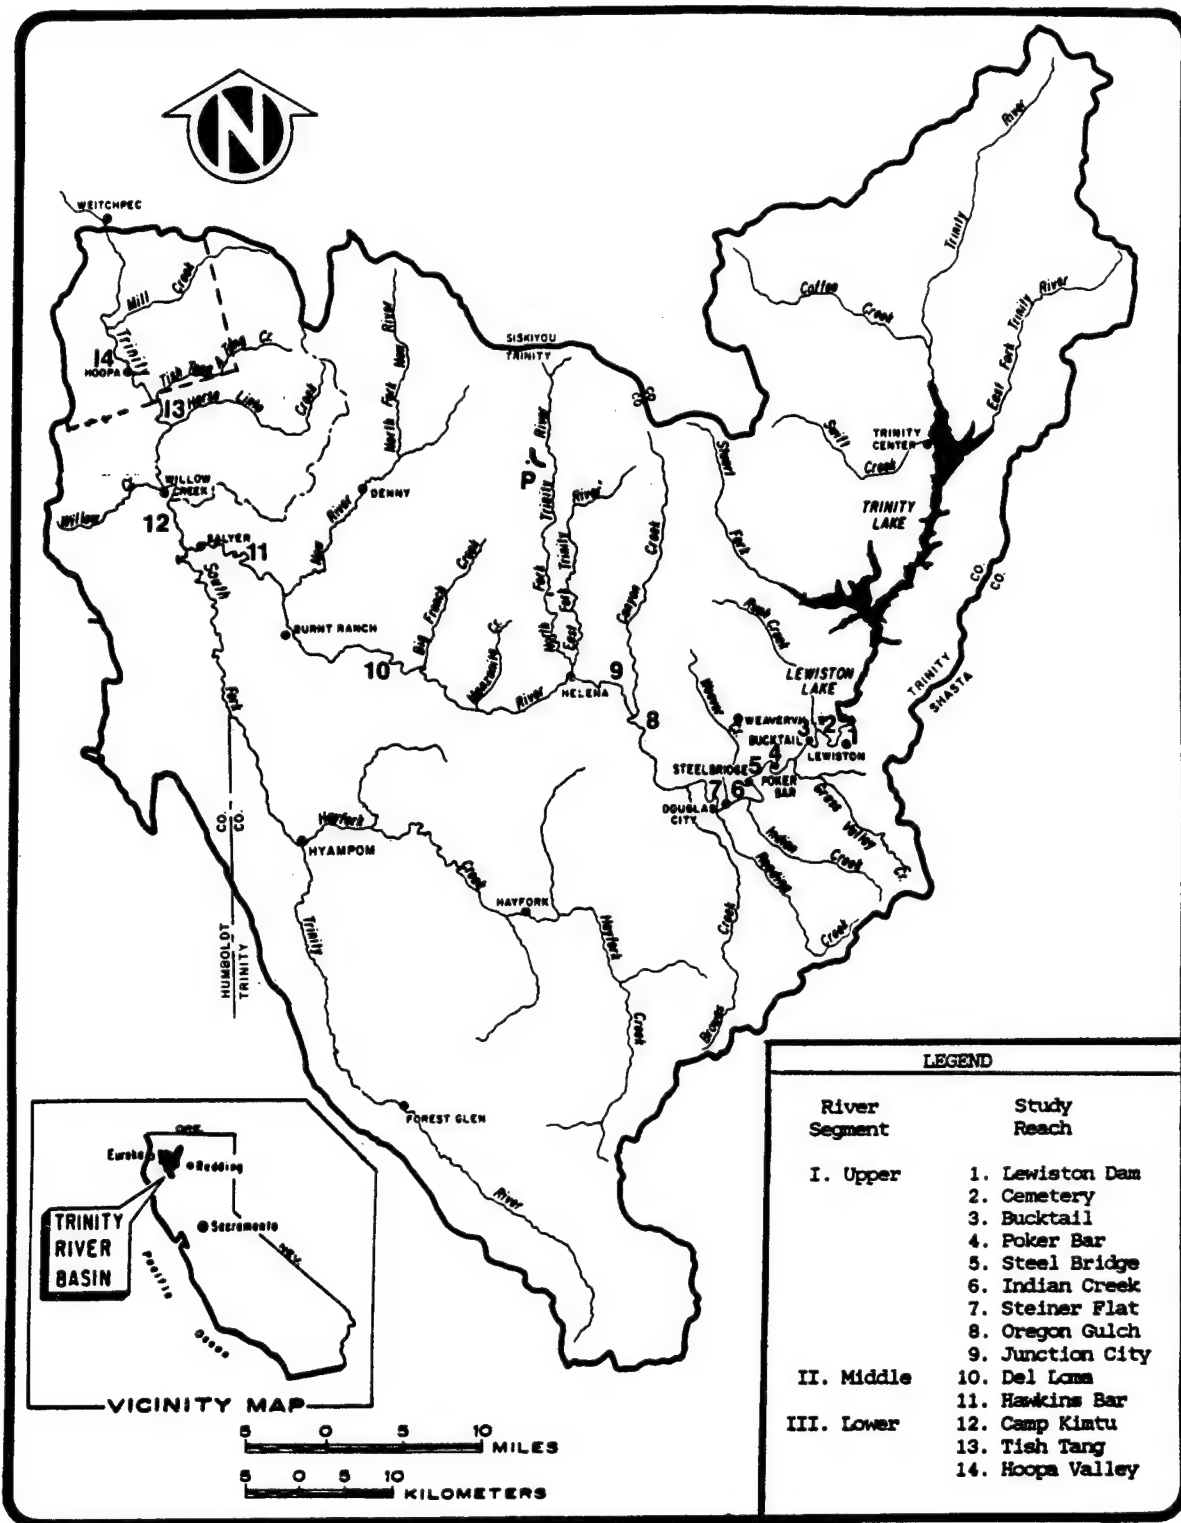 N
WEITCHPEC
Mill Creek
Trinity
14
HOOPA
Tish Tang A Tang Cr.
13
Horse Linto Creek
Willow Cr.
WILLOW CREEK
12
SALYER
11
South
Fork
Trinity
River
North Fork New River
DENNY
New River
BURNT RANCH
10
Big French Creek
Manzanita Cr.
River
SISKIYOU
TRINITY
CO.
CO.
North Fork Trinity River
East Fork Trinity River
HELENA
9
8
Canyon Creek
Stuart
Fork
Coffee Creek
Trinity River
East Fork Trinity River
Swift Creek
TRINITY CENTER
TRINITY LAKE
CO.
CO.
TRINITY
SHASTA
Rush Creek
LEWISTON LAKE
Weaver Cr.
2
1
3
BUCKTAIL
LEWISTON
4
5
STEELBRIDGE
POKER BAR
7
6
DOUGLAS CITY
Grass Valley Cr.
Indian Creek
Reading Creek
Browns Creek
Hayfork Creek
HYAMPOM
HAYFORK
Hayfork Creek
CO.
CO.
HUMBOLDT
TRINITY
FOREST GLEN
ORE.
Eureka
Redding
Sacramento
NEV.
TRINITY
RIVER
BASIN
Pacific
Ocean
VICINITY MAP
5 0 5 10 MILES
5 0 5 10
KILOMETERS
LEGEND
River Study
Segment Reach
I. Upper 1. Lewiston Dam
2. Cemetery
3. Bucktail
4. Poker Bar
5. Steel Bridge
6. Indian Creek
7. Steiner Flat
8. Oregon Gulch
9. Junction City
II. Middle 10. Del Loma
11. Hawkins Bar
III. Lower 12. Camp Kimtu
13. Tish Tang
14. Hoopa Valley